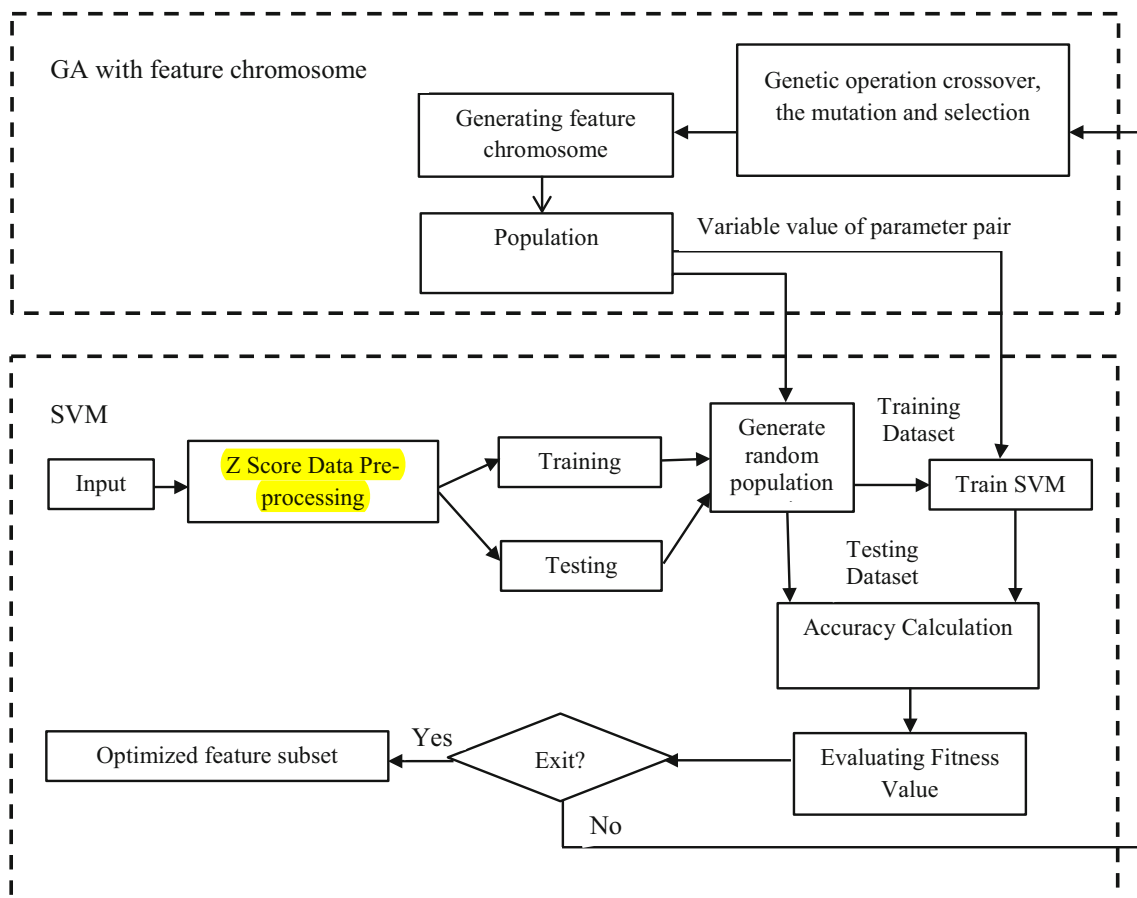 GA with feature chromosome
Genetic operation crossover,
the mutation and selection
Generating feature
chromosome
Population
Variable value of parameter pair
SVM
Input
Z Score Data Pre-
processing
Training
Testing
Generate
random
population
Training
Dataset
Train SVM
Testing
Dataset
Accuracy Calculation
Evaluating Fitness
Value
Exit?
Yes
Optimized feature subset
No